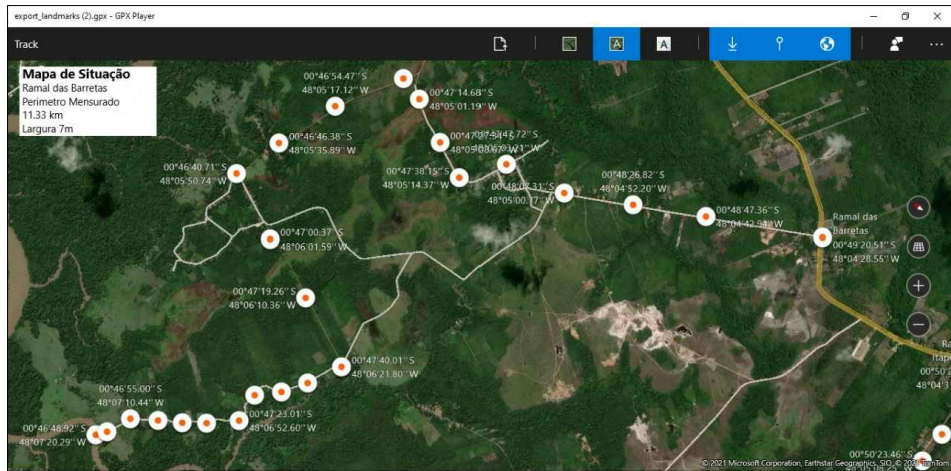 export_landmarks (2).gpx - GPX Player
Track
Mapa de Situação
Ramal das Barretas
Perimetro Mensurado
11.33 km
Largura 7m
00°46'54.47'' S
48°05'17.12'' W
00°47'14.68'' S
48°05'01.19'' W
00°46'46.38'' S
48°05'35.89'' W
00°46'40.71'' S
48°05'50.74'' W
00°47'38.15'' S
48°05'14.37'' W
48°05'00.77'' W
00°48'26.82'' S
48°04'52.20'' W
00°48'47.36'' S
48°04'42.94'' W
Ramal das
Barretas
00°49'20.51'' S
48°04'28.55'' W
00°47'00.37'' S
48°06'01.59'' W
00°47'19.26'' S
48°06'10.36'' W
00°47'40.01'' S
48°06'21.80'' W
00°46'55.00'' S
48°07'10.44'' W
00°47'23.01'' S
48°06'52.60'' W
00°46'48.92'' S
48°07'20.29'' W
00°50'23.46'' S
© 2021 Microsoft Corporation, Earthstar Geographics, SIO, © 2021 TomTom